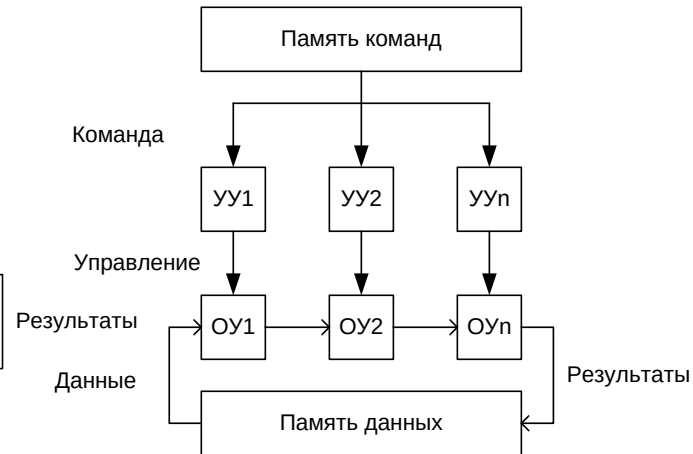 Память команд
Команда
УУ1 УУ2 УУn
Управление
Результаты
ОУ1 ОУ2 ОУn
Данные
Результаты
Память данных